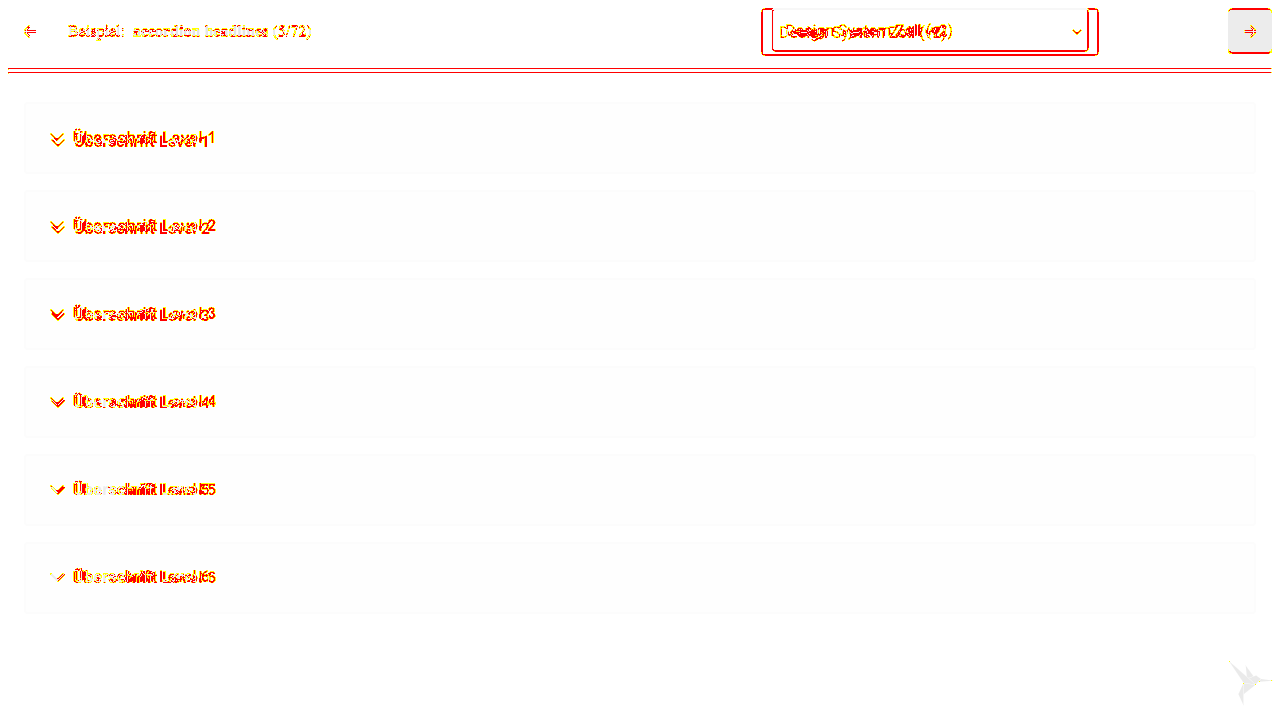 Beispiel: accordion headlines (5/72)
Design System Zoll (v2)
Überschrift Level 1
Überschrift Level 2
Überschrift Level 3
Überschrift Level 4
Überschrift Level 5
Überschrift Level 6